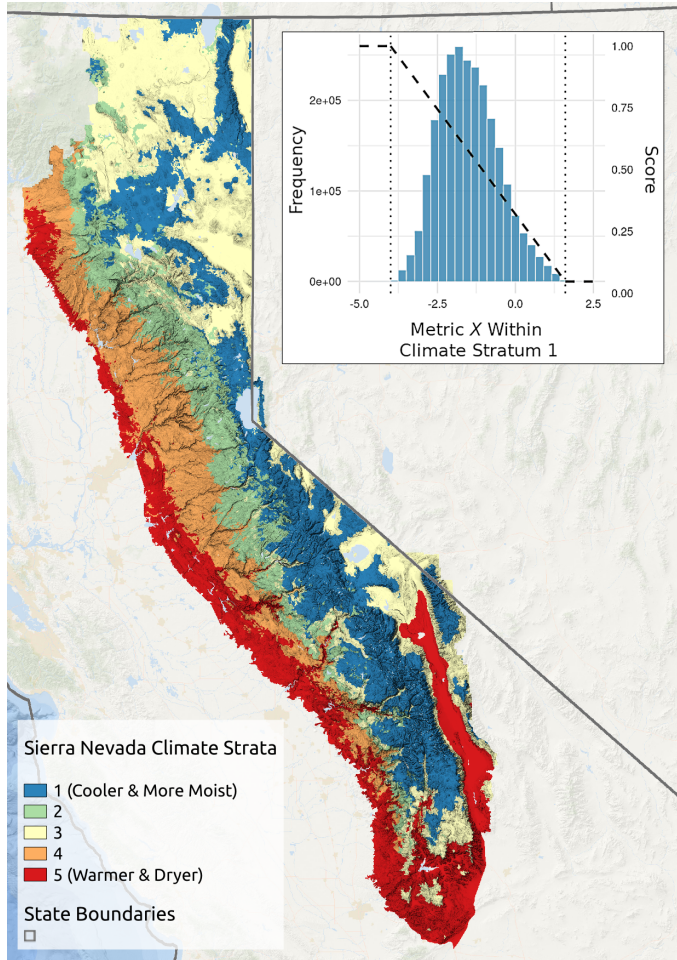 2e+05
1e+05
0e+00
Frequency
1.00
0.75
0.50
0.25
0.00
Score
-5.0 -2.5 0.0 2.5
Metric X Within
Climate Stratum 1
Sierra Nevada Climate Strata
1 (Cooler & More Moist)
2
3
4
5 (Warmer & Dryer)
State Boundaries